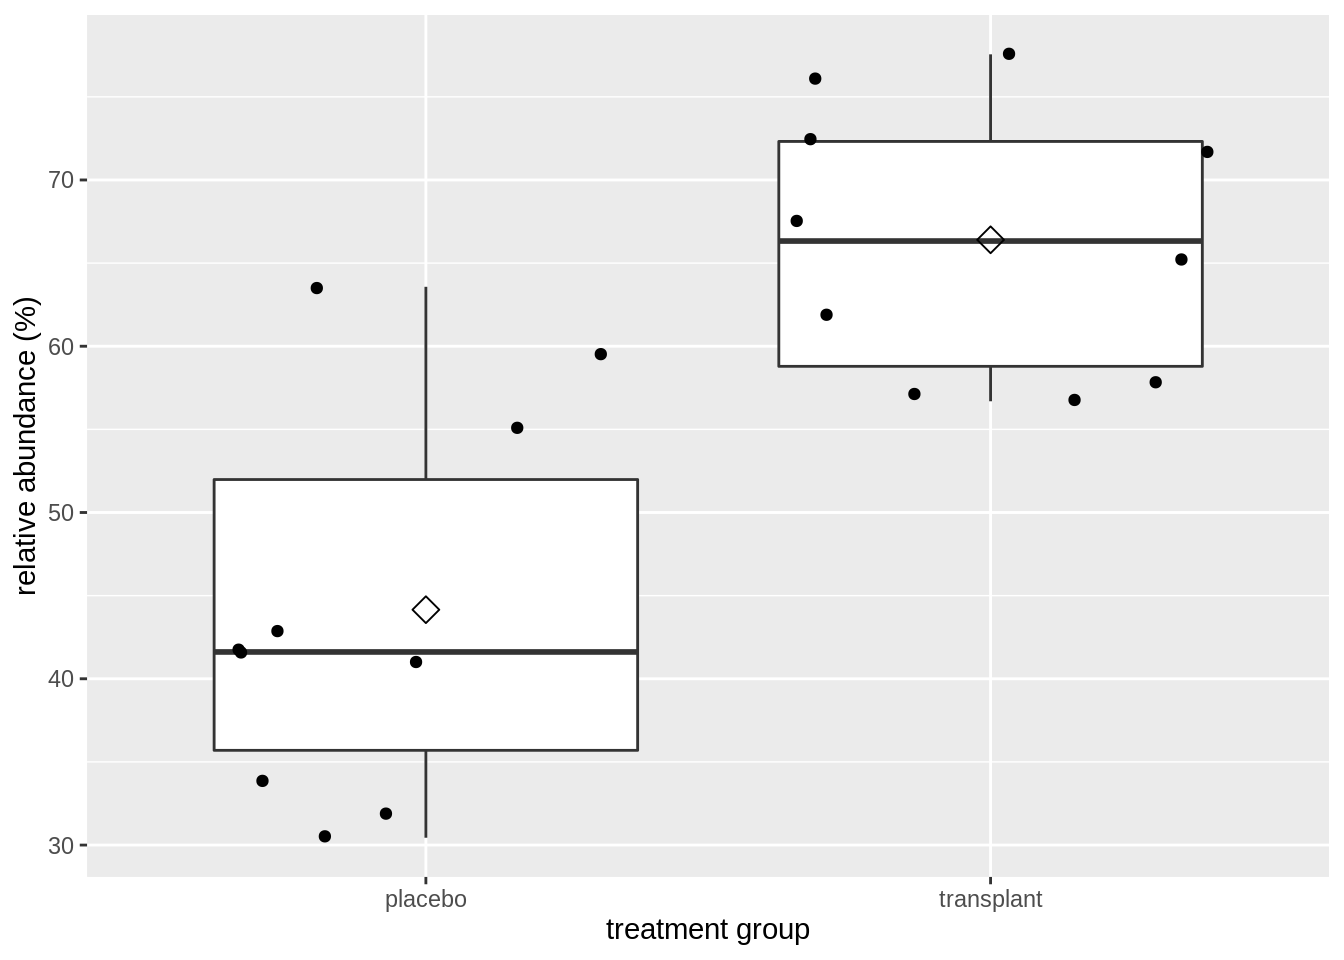 relative abundance (%)
70
60
50
40
30
placebo
transplant
treatment group